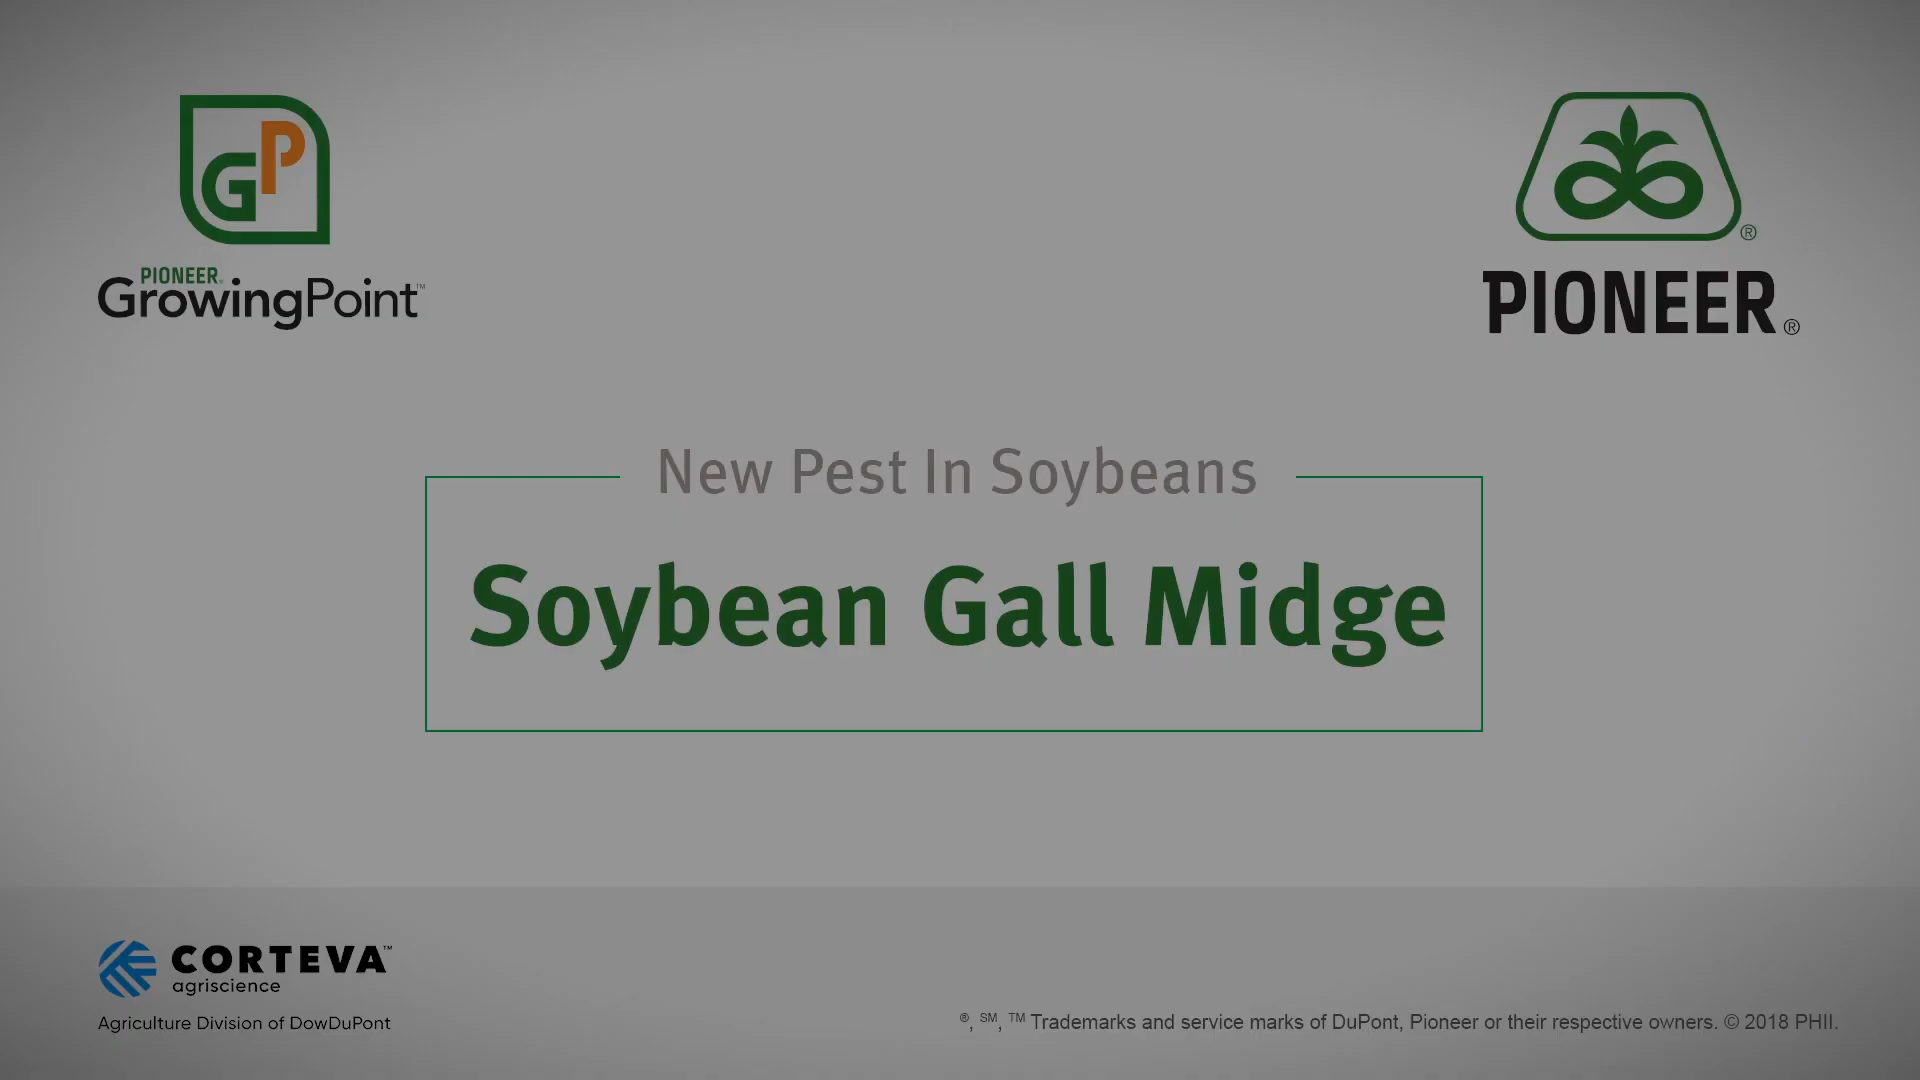 GP
PIONEER®
GrowingPoint™
®
PIONEER®
New Pest In Soybeans
Soybean Gall Midge
CORTEVA™
agriscience
Agriculture Division of DowDuPont
®, SM, TM Trademarks and service marks of DuPont, Pioneer or their respective owners. © 2018 PHII.